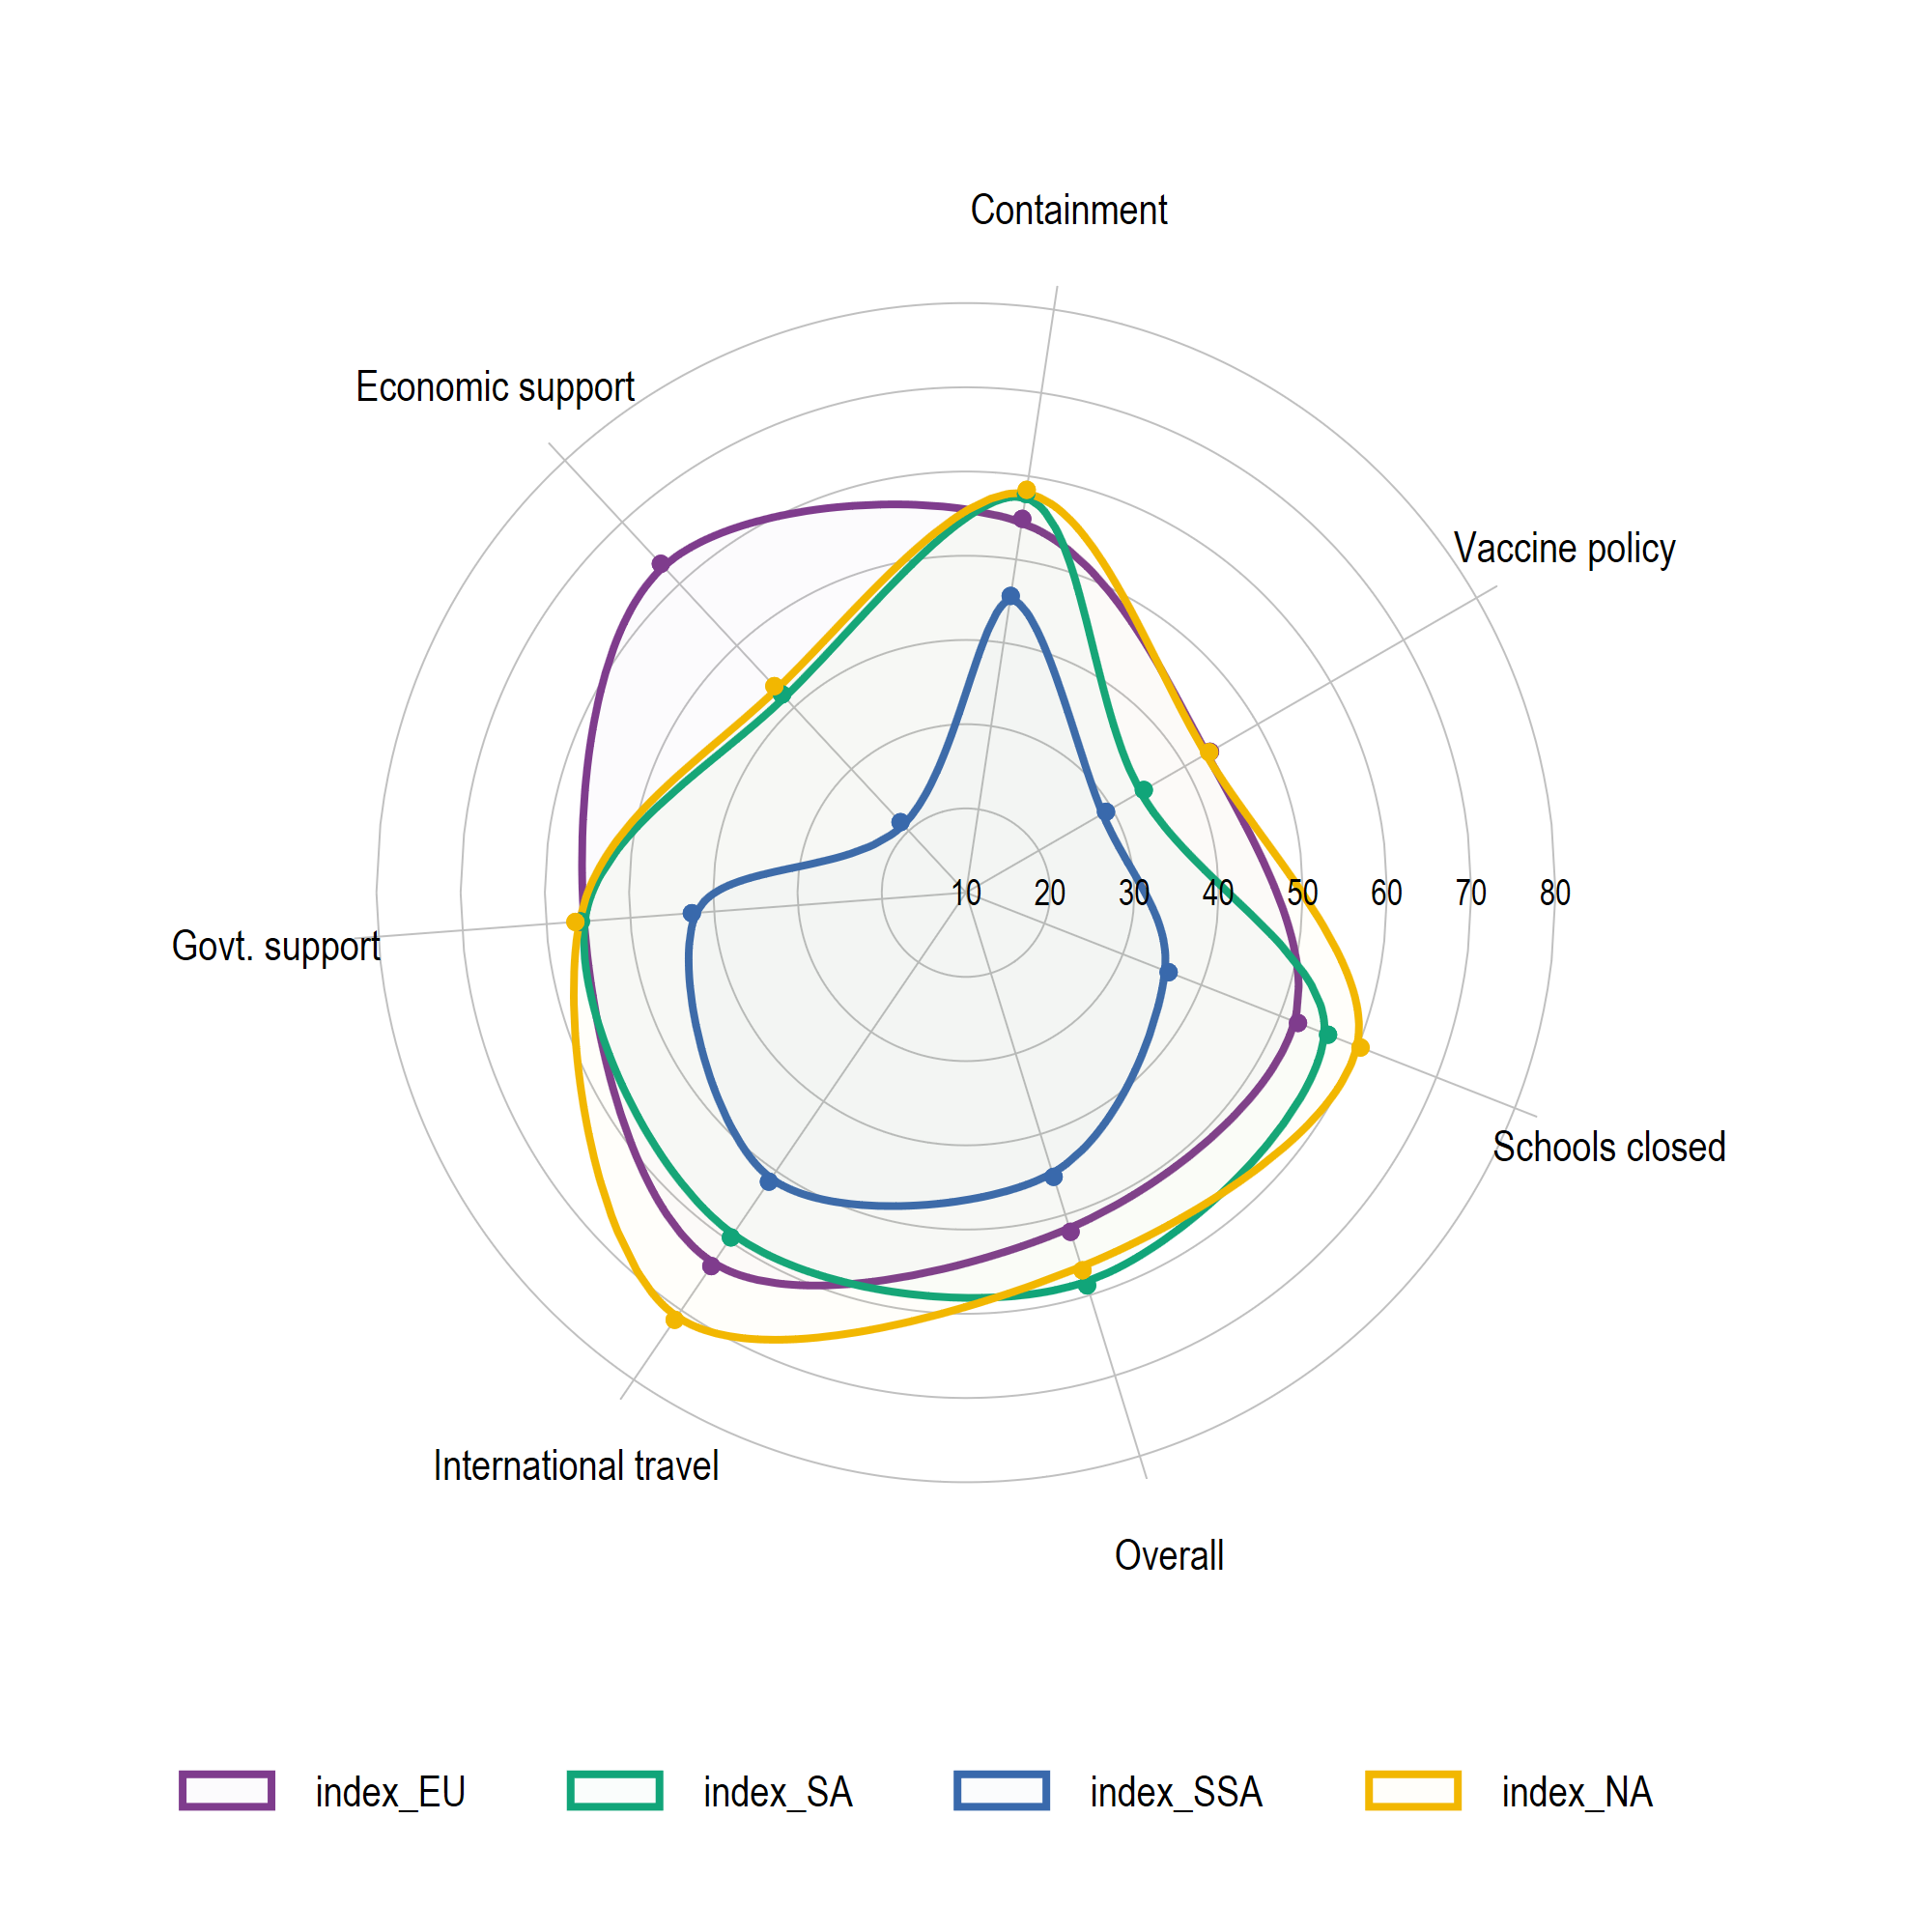 Containment
Economic support
Vaccine policy
10 20 30 40 50 60 70 80
Govt. support
Schools closed
International travel
Overall
index_EU index_SA index_SSA index_NA